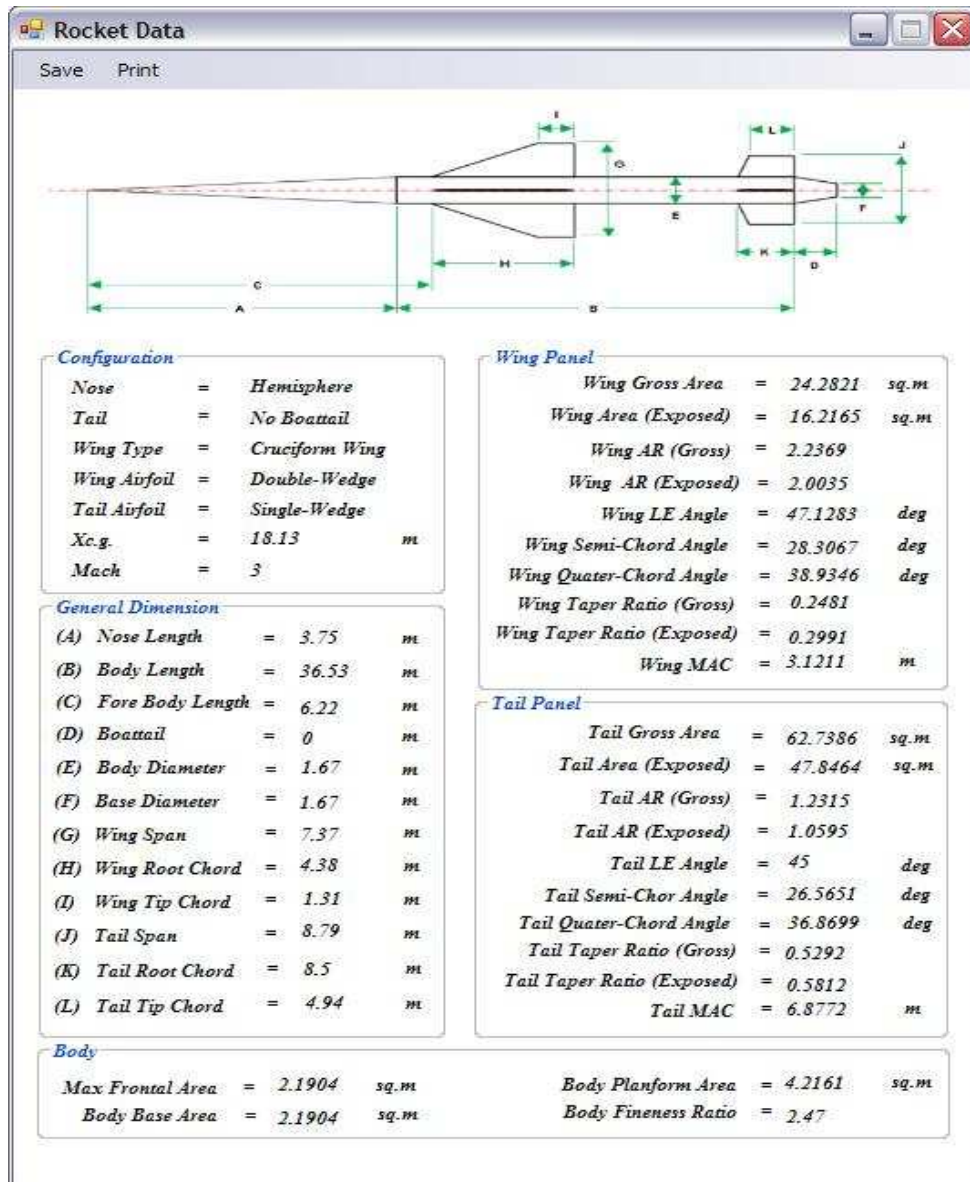 Rocket Data
Save Print
I
L
J
G
E
F
H
K
D
C
A
B
Configuration
Nose = Hemisphere
Tail = No Boattail
Wing Type = Cruciform Wing
Wing Airfoil = Double-Wedge
Tail Airfoil = Single-Wedge
Xc.g. = 18.13 m
Mach = 3
General Dimension
(A) Nose Length = 3.75 m
(B) Body Length = 36.53 m
(C) Fore Body Length = 6.22 m
(D) Boattail = 0 m
(E) Body Diameter = 1.67 m
(F) Base Diameter = 1.67 m
(G) Wing Span = 7.37 m
(H) Wing Root Chord = 4.38 m
(I) Wing Tip Chord = 1.31 m
(J) Tail Span = 8.79 m
(K) Tail Root Chord = 8.5 m
(L) Tail Tip Chord = 4.94 m
Wing Panel
Wing Gross Area = 24.2821 sq.m
Wing Area (Exposed) = 16.2165 sq.m
Wing AR (Gross) = 2.2369
Wing AR (Exposed) = 2.0035
Wing LE Angle = 47.1283 deg
Wing Semi-Chord Angle = 28.3067 deg
Wing Quater-Chord Angle = 38.9346 deg
Wing Taper Ratio (Gross) = 0.2481
Wing Taper Ratio (Exposed) = 0.2991
Wing MAC = 3.1211 m
Tail Panel
Tail Gross Area = 62.7386 sq.m
Tail Area (Exposed) = 47.8464 sq.m
Tail AR (Gross) = 1.2315
Tail AR (Exposed) = 1.0595
Tail LE Angle = 45 deg
Tail Semi-Chor Angle = 26.5651 deg
Tail Quater-Chord Angle = 36.8699 deg
Tail Taper Ratio (Gross) = 0.5292
Tail Taper Ratio (Exposed) = 0.5812
Tail MAC = 6.8772 m
Body
Max Frontal Area = 2.1904 sq.m
Body Base Area = 2.1904 sq.m
Body Planform Area = 4.2161 sq.m
Body Fineness Ratio = 2.47